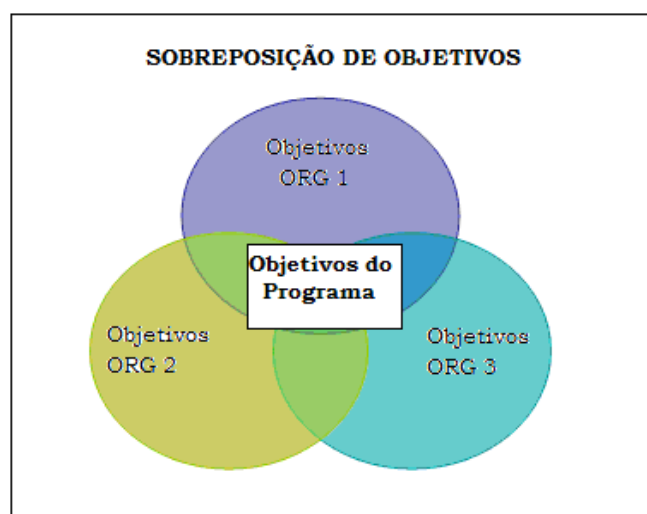 SOBREPOSIÇÃO DE OBJETIVOS
Objetivos
ORG 1
Objetivos do
Programa
Objetivos
ORG 2
Objetivos
ORG 3